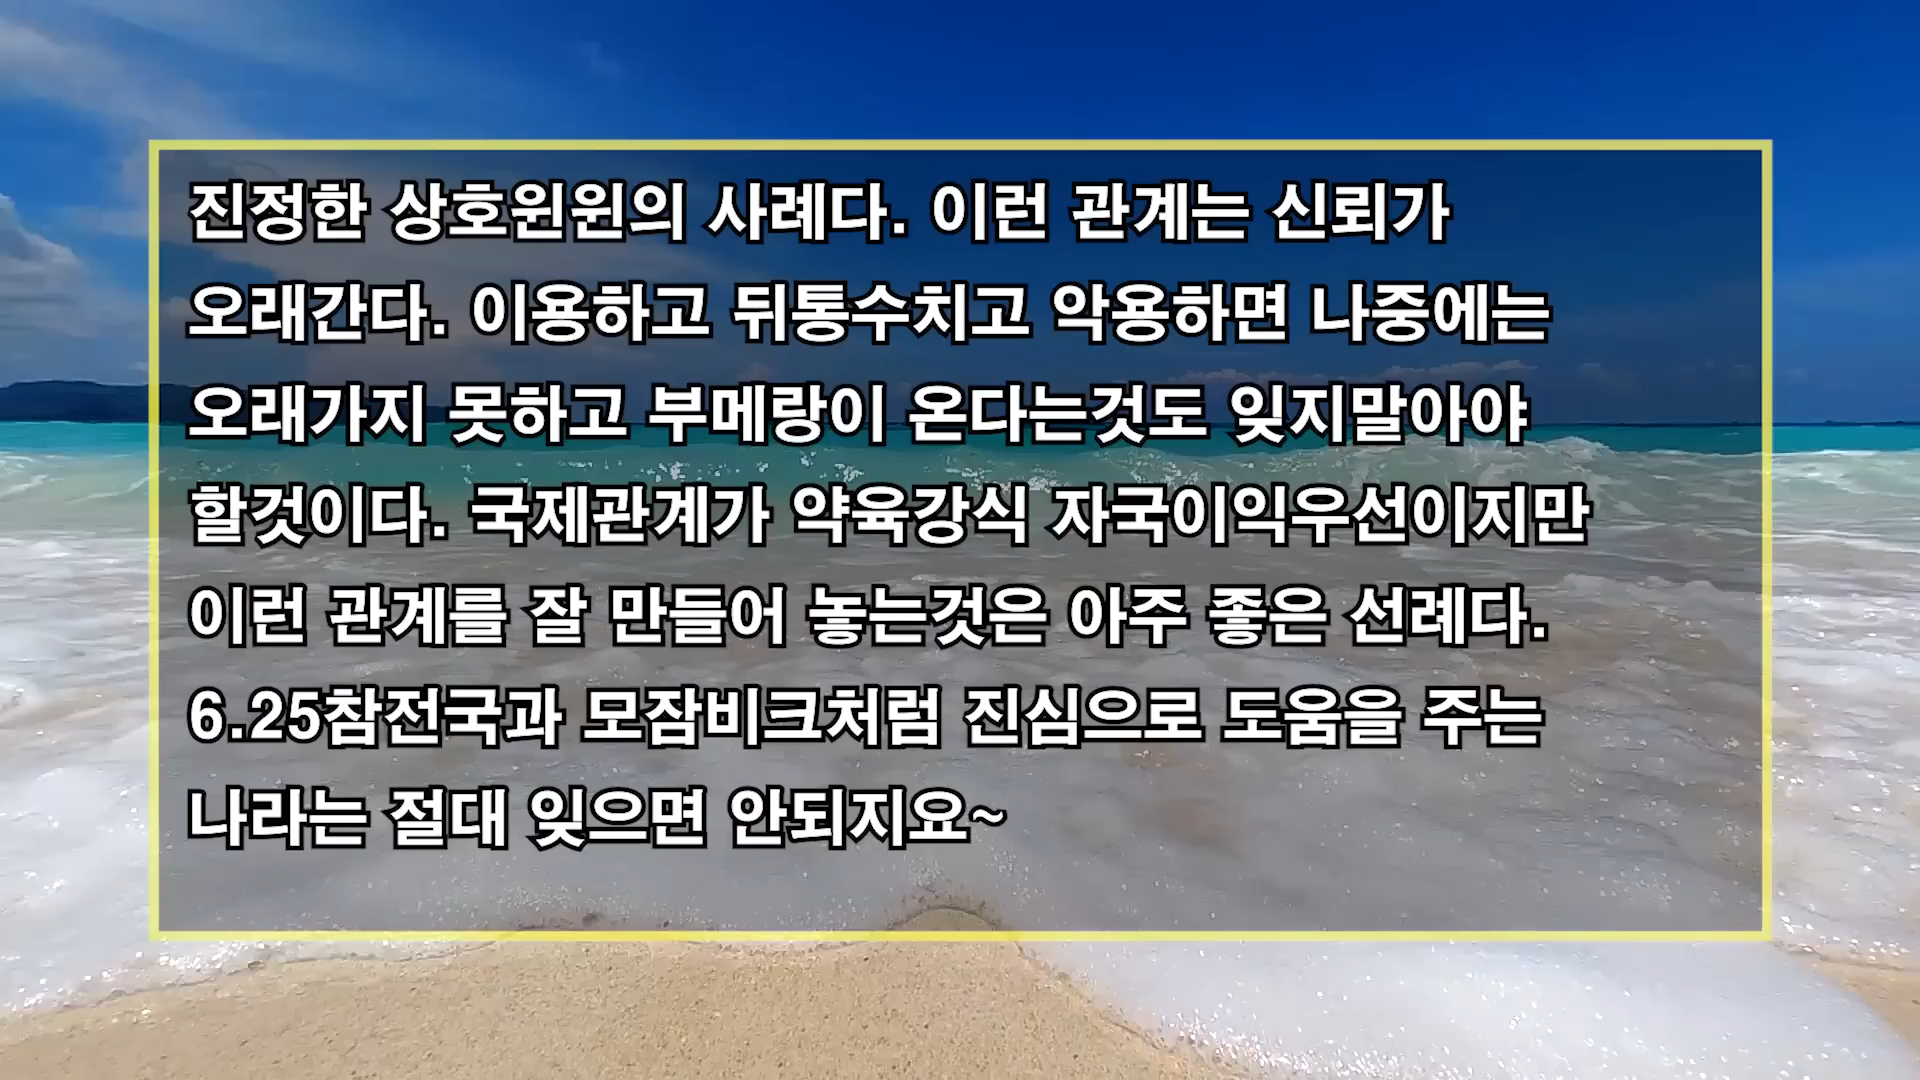 진정한 상호윈윈의 사례다. 이런 관계는 신뢰가
오래간다. 이용하고 뒤통수치고 악용하면 나중에는
오래가지 못하고 부메랑이 온다는것도 잊지말아야
할것이다. 국제관계가 약육강식 자국이익우선이지만
이런 관계를 잘 만들어 놓는것은 아주 좋은 선례다.
6.25참전국과 모잠비크처럼 진심으로 도움을 주는
나라는 절대 잊으면 안되지요~